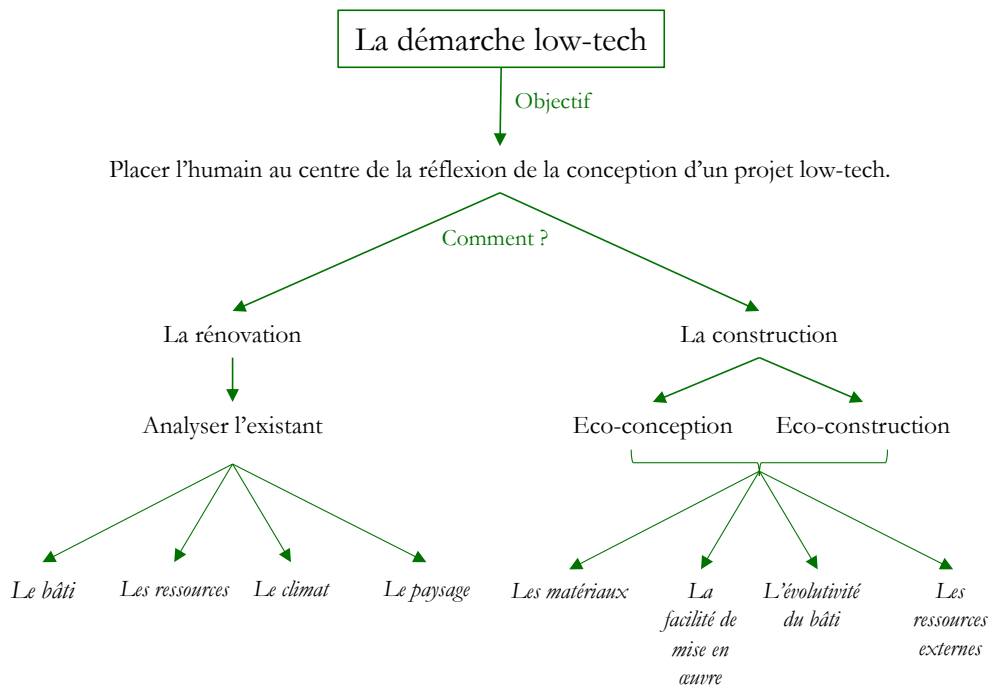 La démarche low-tech
Objectif
Placer l'humain au centre de la réflexion de la conception d'un projet low-tech.
Comment ?
La rénovation
La construction
Analyser l'existant
Eco-conception
Eco-construction
Le bâti
Les ressources
Le climat
Le paysage
Les matériaux
La
facilité de
mise en
œuvre
L'évolutivité
du bâti
Les
ressources
externes